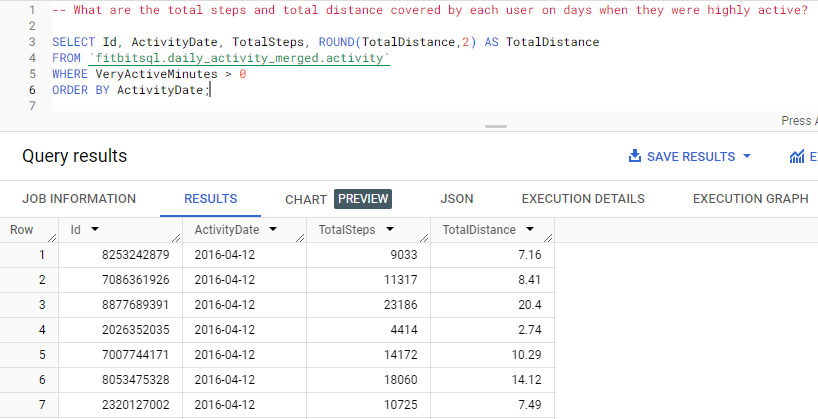 1 -- What are the total steps and total distance covered by each user on days when they were highly active?
2
3 SELECT Id, ActivityDate, TotalSteps, ROUND(TotalDistance,2) AS TotalDistance
4 FROM `fitbitsql.daily_activity_merged.activity`
5 WHERE VeryActiveMinutes > 0
6 ORDER BY ActivityDate;
7
Press A
Query results SAVE RESULTS E
JOB INFORMATION RESULTS CHART PREVIEW JSON EXECUTION DETAILS EXECUTION GRAPH
Row Id ActivityDate TotalSteps TotalDistance
1 8253242879 2016-04-12 9033 7.16
2 7086361926 2016-04-12 11317 8.41
3 8877689391 2016-04-12 23186 20.4
4 2026352035 2016-04-12 4414 2.74
5 7007744171 2016-04-12 14172 10.29
6 8053475328 2016-04-12 18060 14.12
7 2320127002 2016-04-12 10725 7.49